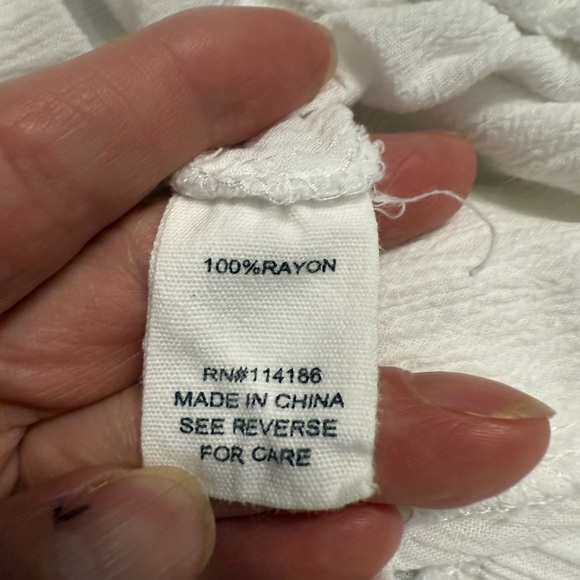 100%RAYON
RN#114186
MADE IN CHINA
SEE REVERSE
FOR CARE